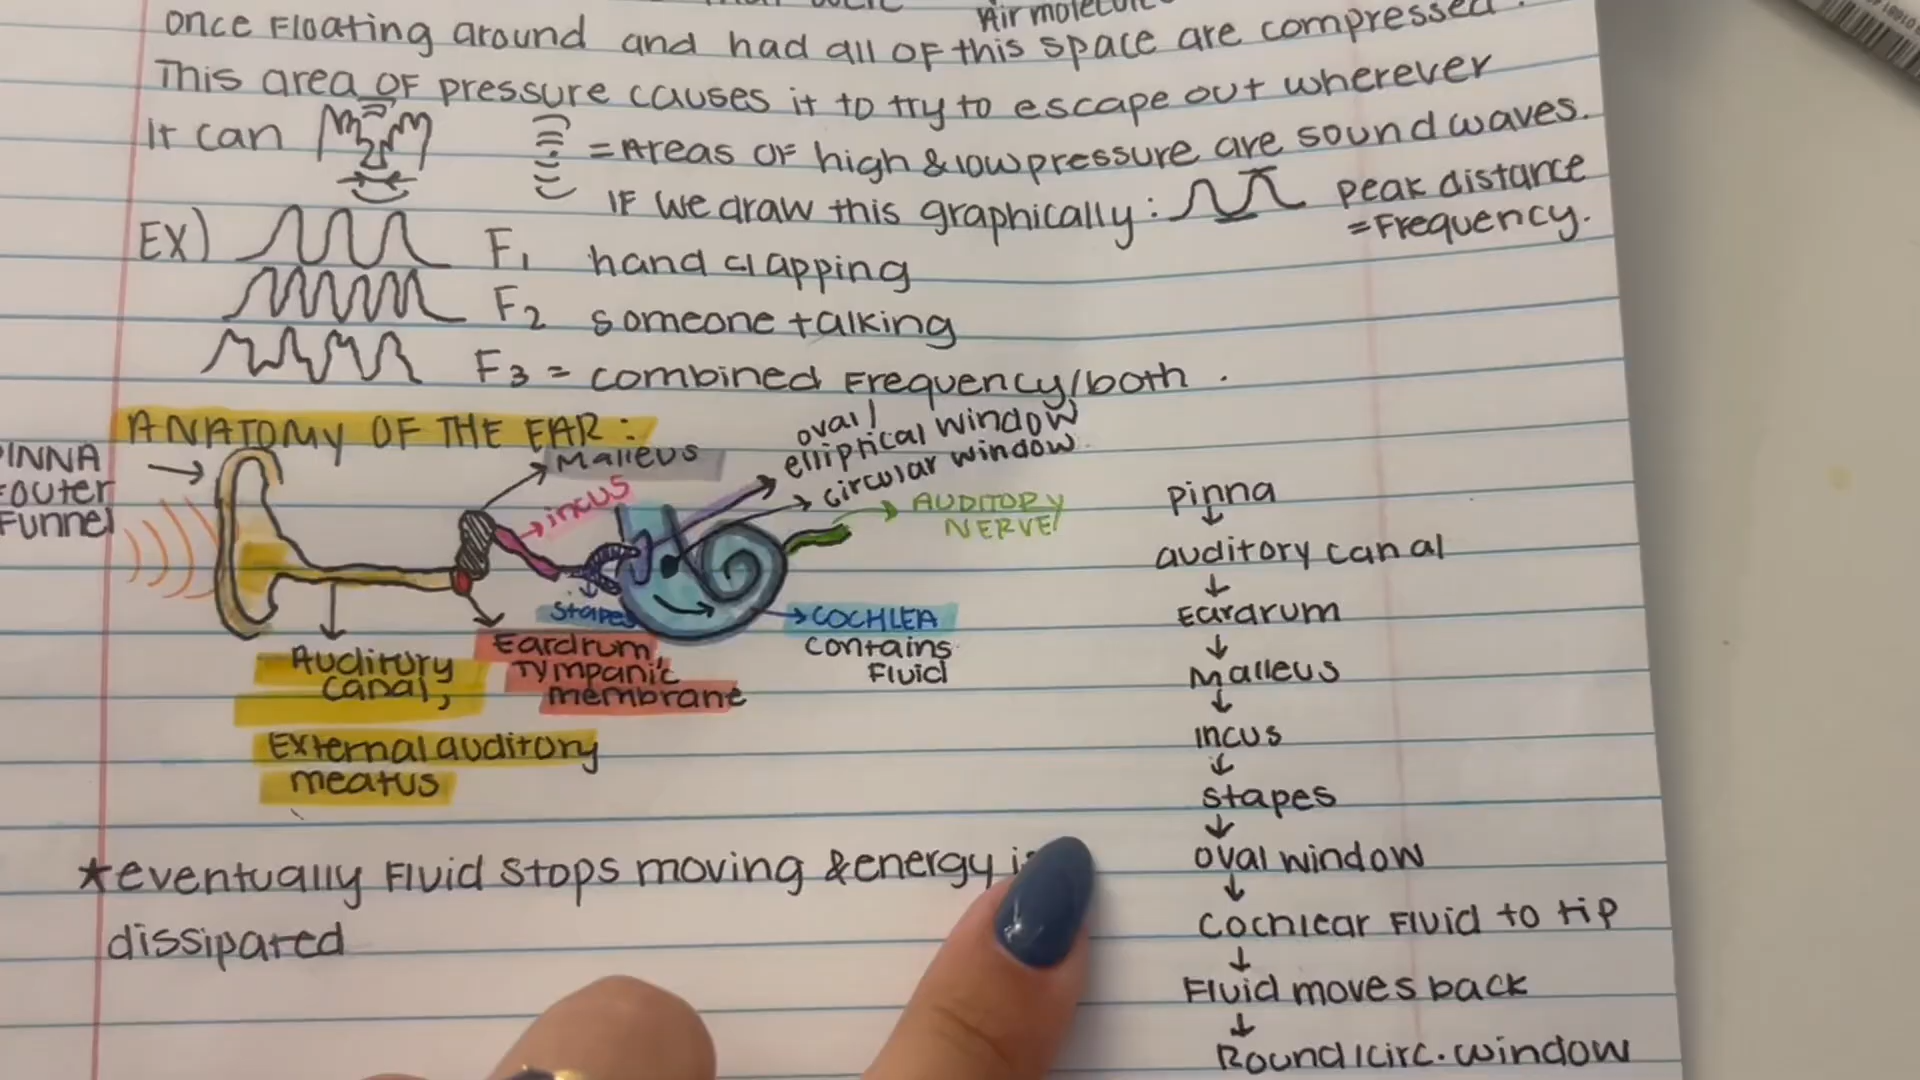 once Floating around and had all of this space are compressed.
This area of pressure causes it to try to escape out wherever
it can
= Areas of high & low pressure are sound waves.
IF we draw this graphically:
peak distance
= Frequency.
EX)
F1 hand clapping
F2 someone talking
F3 = combined Frequency/both.
ANATOMY OF THE EAR:
PINNA
outer
Funnel
Malleus
incus
oval/
elliptical window
circular window
AUDITORY
NERVE
Stapes
COCHLEA
contains
Fluid
Eardrum,
Tympanic
membrane
Auditury
canal,
External auditory
meatus
Pinna
auditory canal
Eardrum
Malleus
Incus
Stapes
oval window
Cochlear Fluid to tip
Fluid moves back
Round/circ. window
*eventually Fluid stops moving & energy
dissipated